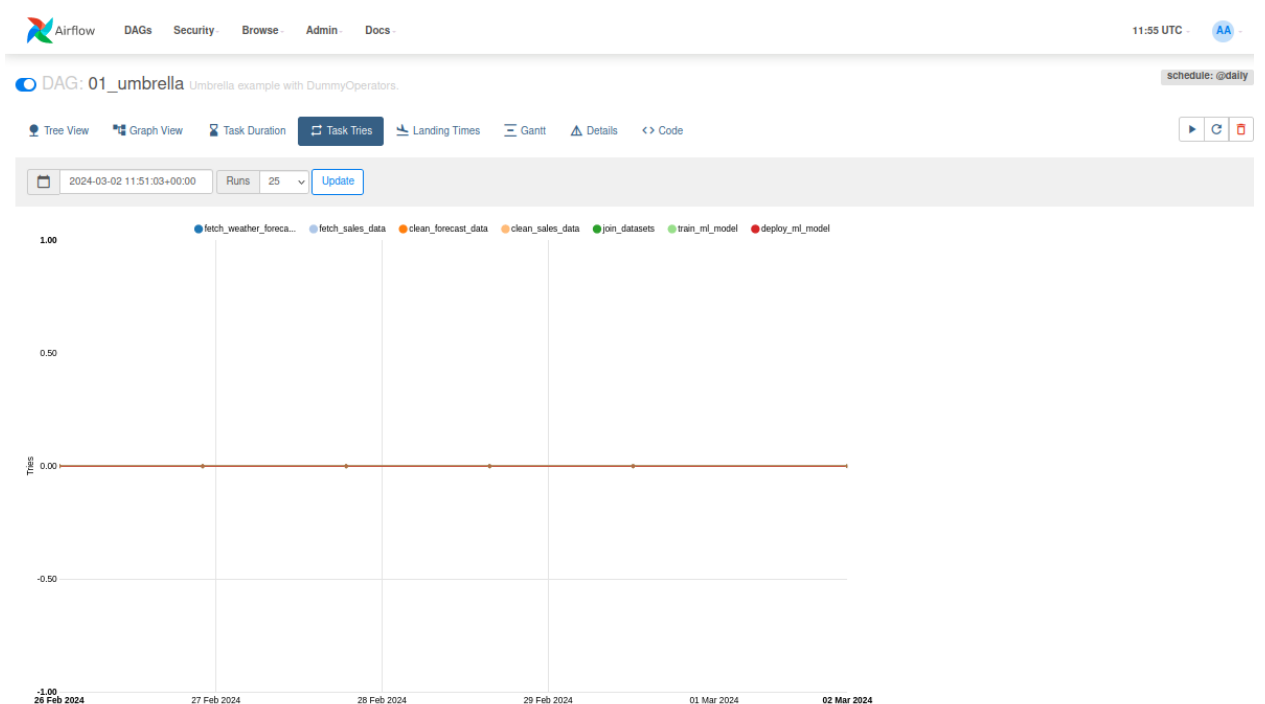 Airflow DAGs Security Browse Admin Docs 11:55 UTC AA
DAG: 01_umbrella Umbrella example with DummyOperators. schedule: @daily
Tree View Graph View Task Duration Task Tries Landing Times Gantt Details Code
2024-03-02 11:51:03+00:00 Runs 25 Update
fetch_weather_foreca... fetch_sales_data clean_forecast_data clean_sales_data join_datasets train_ml_model deploy_ml_model
1.00
0.50
Tries
0.00
-0.50
-1.00
26 Feb 2024 27 Feb 2024 28 Feb 2024 29 Feb 2024 01 Mar 2024 02 Mar 2024